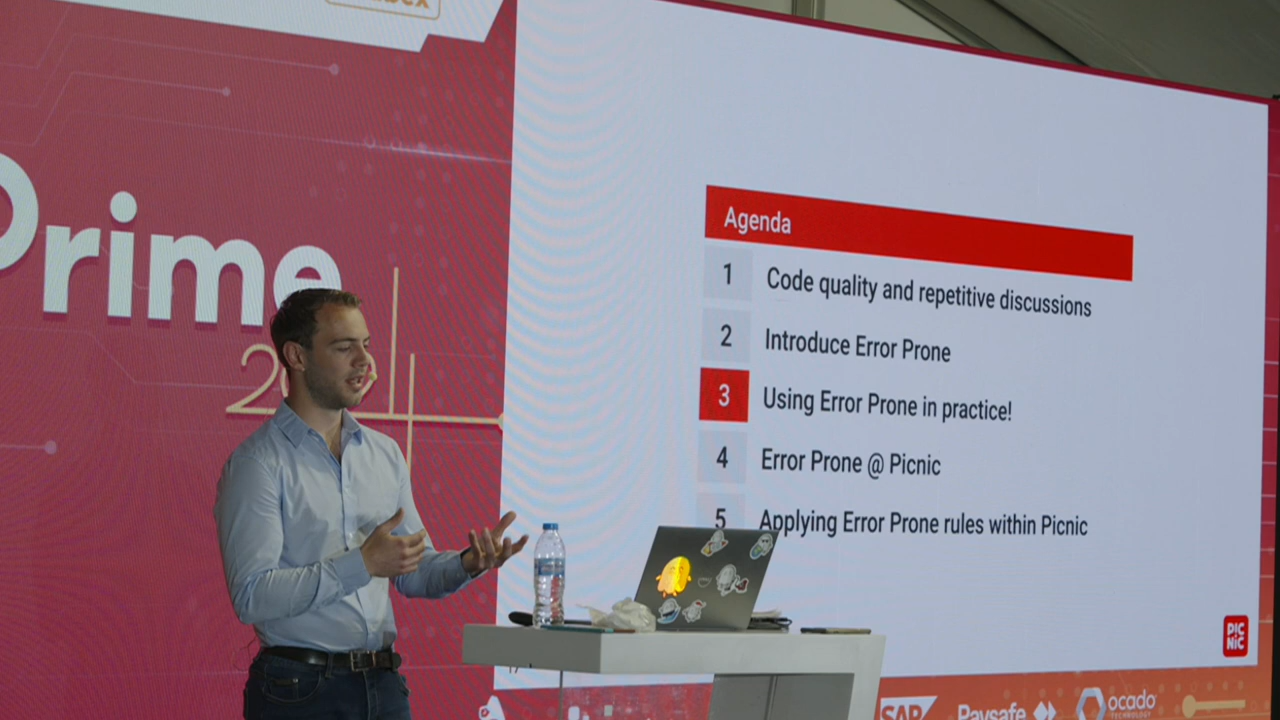 Prime
Agenda
1 Code quality and repetitive discussions
2 Introduce Error Prone
3 Using Error Prone in practice!
4 Error Prone @ Picnic
5 Applying Error Prone rules within Picnic
PIC
NIC
SAP
Paysafe
ocado
TECHNOLOGY